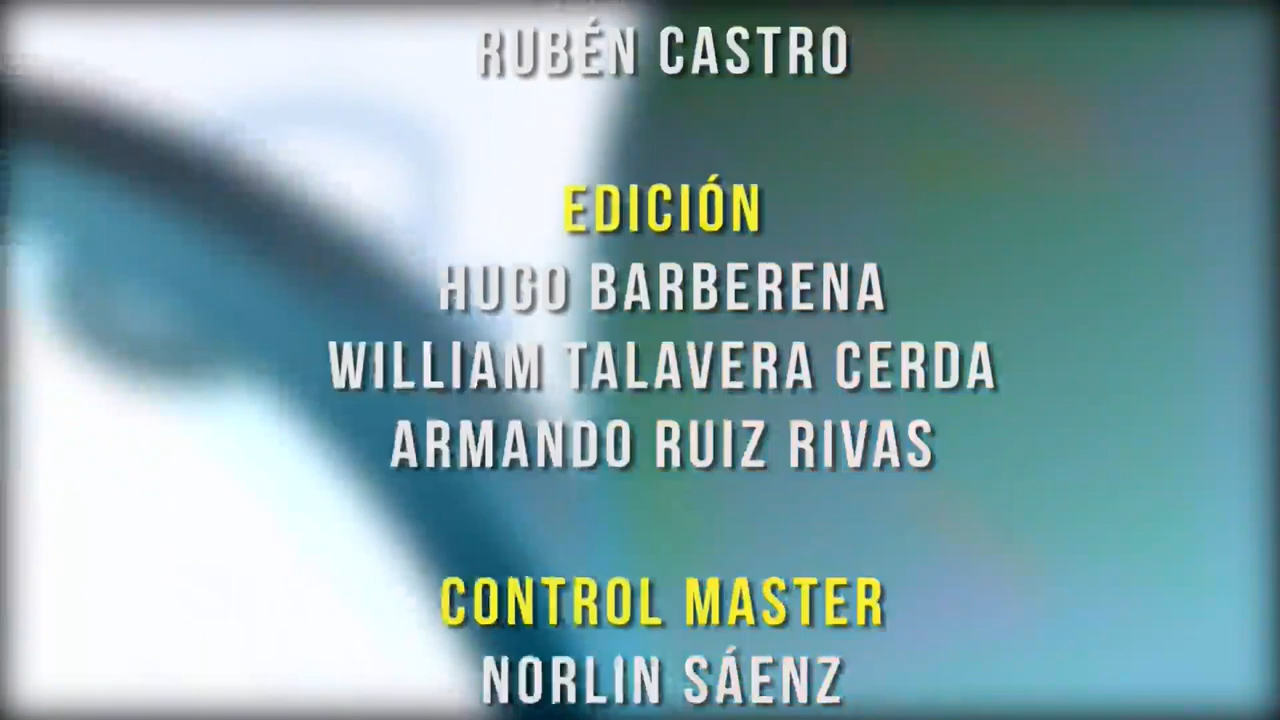 RUBÉN CASTRO
EDICIÓN
HUGO BARBERENA
WILLIAM TALAVERA CERDA
ARMANDO RUIZ RIVAS
CONTROL MASTER
NORLIN SÁENZ